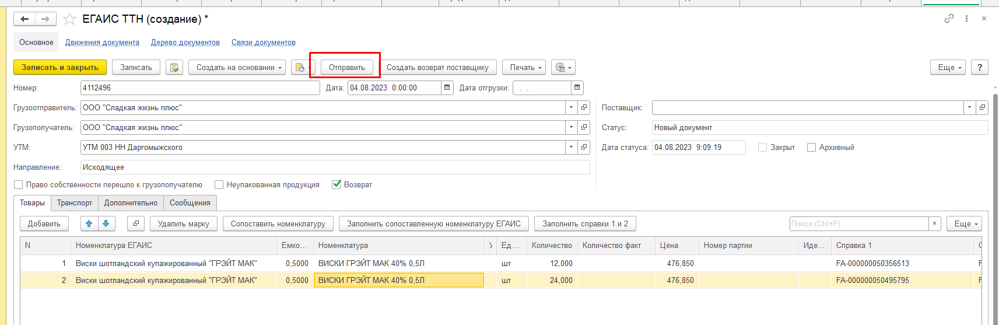 ЕГАИС ТТН (создание) *
Основное Движения документа Дерево документов Связи документов
Записать и закрыть Записать Создать на основании Отправить Создать возврат поставщику Печать Еще ?
Номер: 4112496 Дата: 04.08.2023 0:00:00 Дата отгрузки: . .
Грузоотправитель: ООО "Сладкая жизнь плюс" Поставщик:
Грузополучатель: ООО "Сладкая жизнь плюс" Статус: Новый документ
УТМ: УТМ 003 НН Даргомыжского Дата статуса: 04.08.2023 9:09:19 Закрыт Архивный
Направление: Исходящее
Право собственности перешло к грузополучателю Неупакованная продукция Возврат
Товары Транспорт Дополнительно Сообщения
Добавить Удалить марку Сопоставить номенклатуру Заполнить сопоставленную номенклатуру ЕГАИС Заполнить справки 1 и 2 Поиск (Ctrl+F) × Еще
N Номенклатура ЕГАИС Емко... Номенклатура Ед.... Количество Количество факт Цена Номер партии Иде... Справка 1
1 Виски шотландский купажированный "ГРЭЙТ МАК" 0,5000 ВИСКИ ГРЭЙТ МАК 40% 0,5Л шт 12,000 476,850 FA-000000050356513
2 Виски шотландский купажированный "ГРЭЙТ МАК" 0,5000 ВИСКИ ГРЭЙТ МАК 40% 0,5Л шт 24,000 476,850 FA-000000050495795